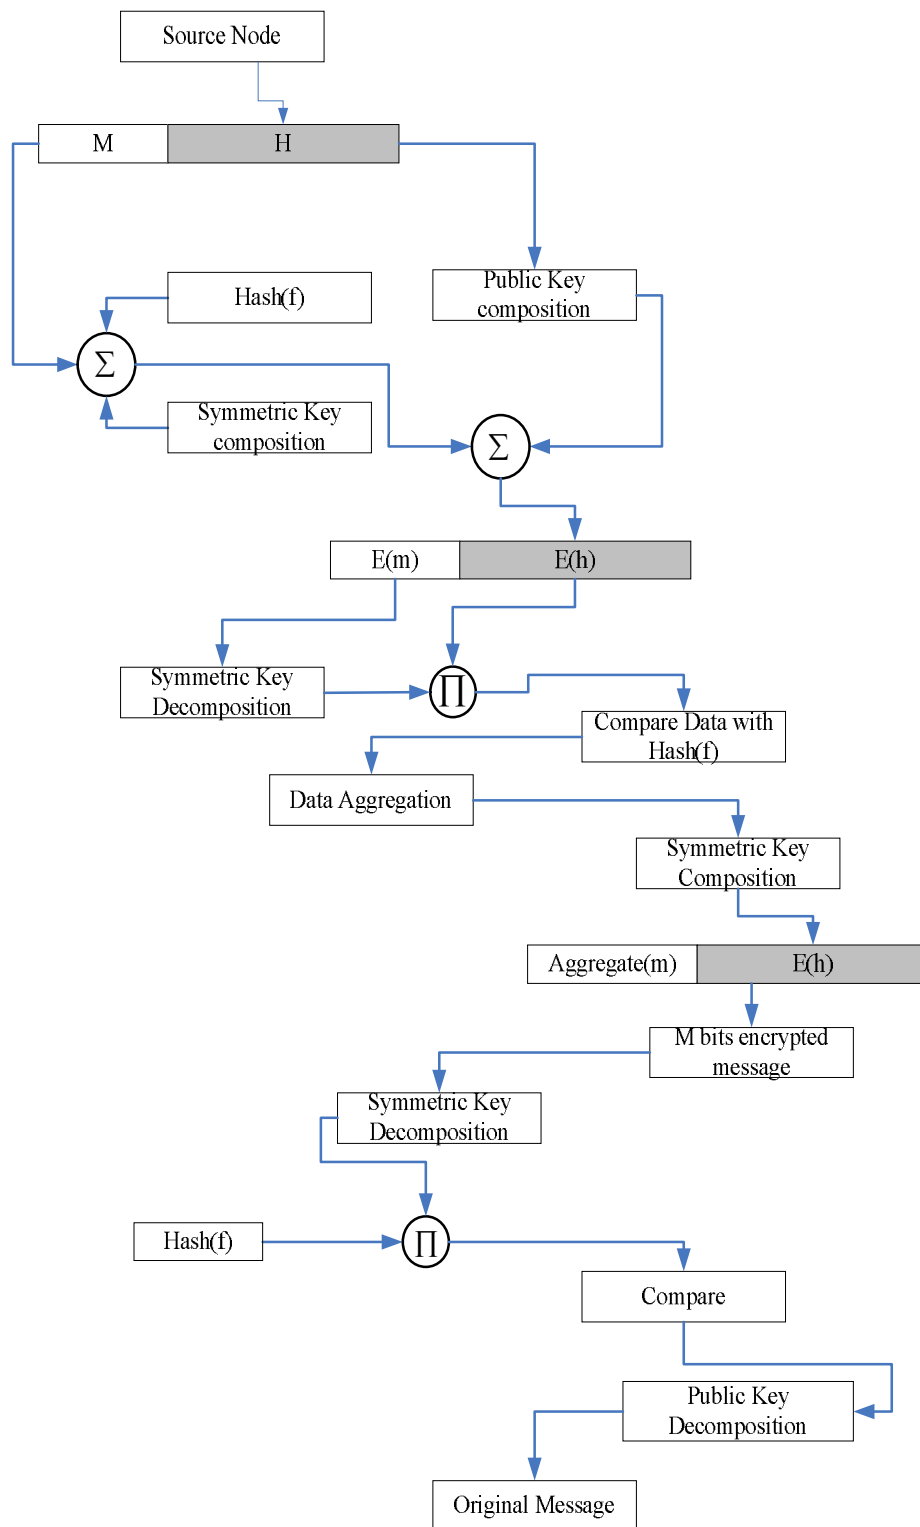 Source Node
M
H
Hash(f)
Public Key
composition
Σ
Symmetric Key
composition
Σ
E(m)
E(h)
Symmetric Key
Decomposition
∏
Compare Data with
Hash(f)
Data Aggregation
Symmetric Key
Composition
Aggregate(m)
E(h)
M bits encrypted
message
Symmetric Key
Decomposition
Hash(f)
∏
Compare
Public Key
Decomposition
Original Message